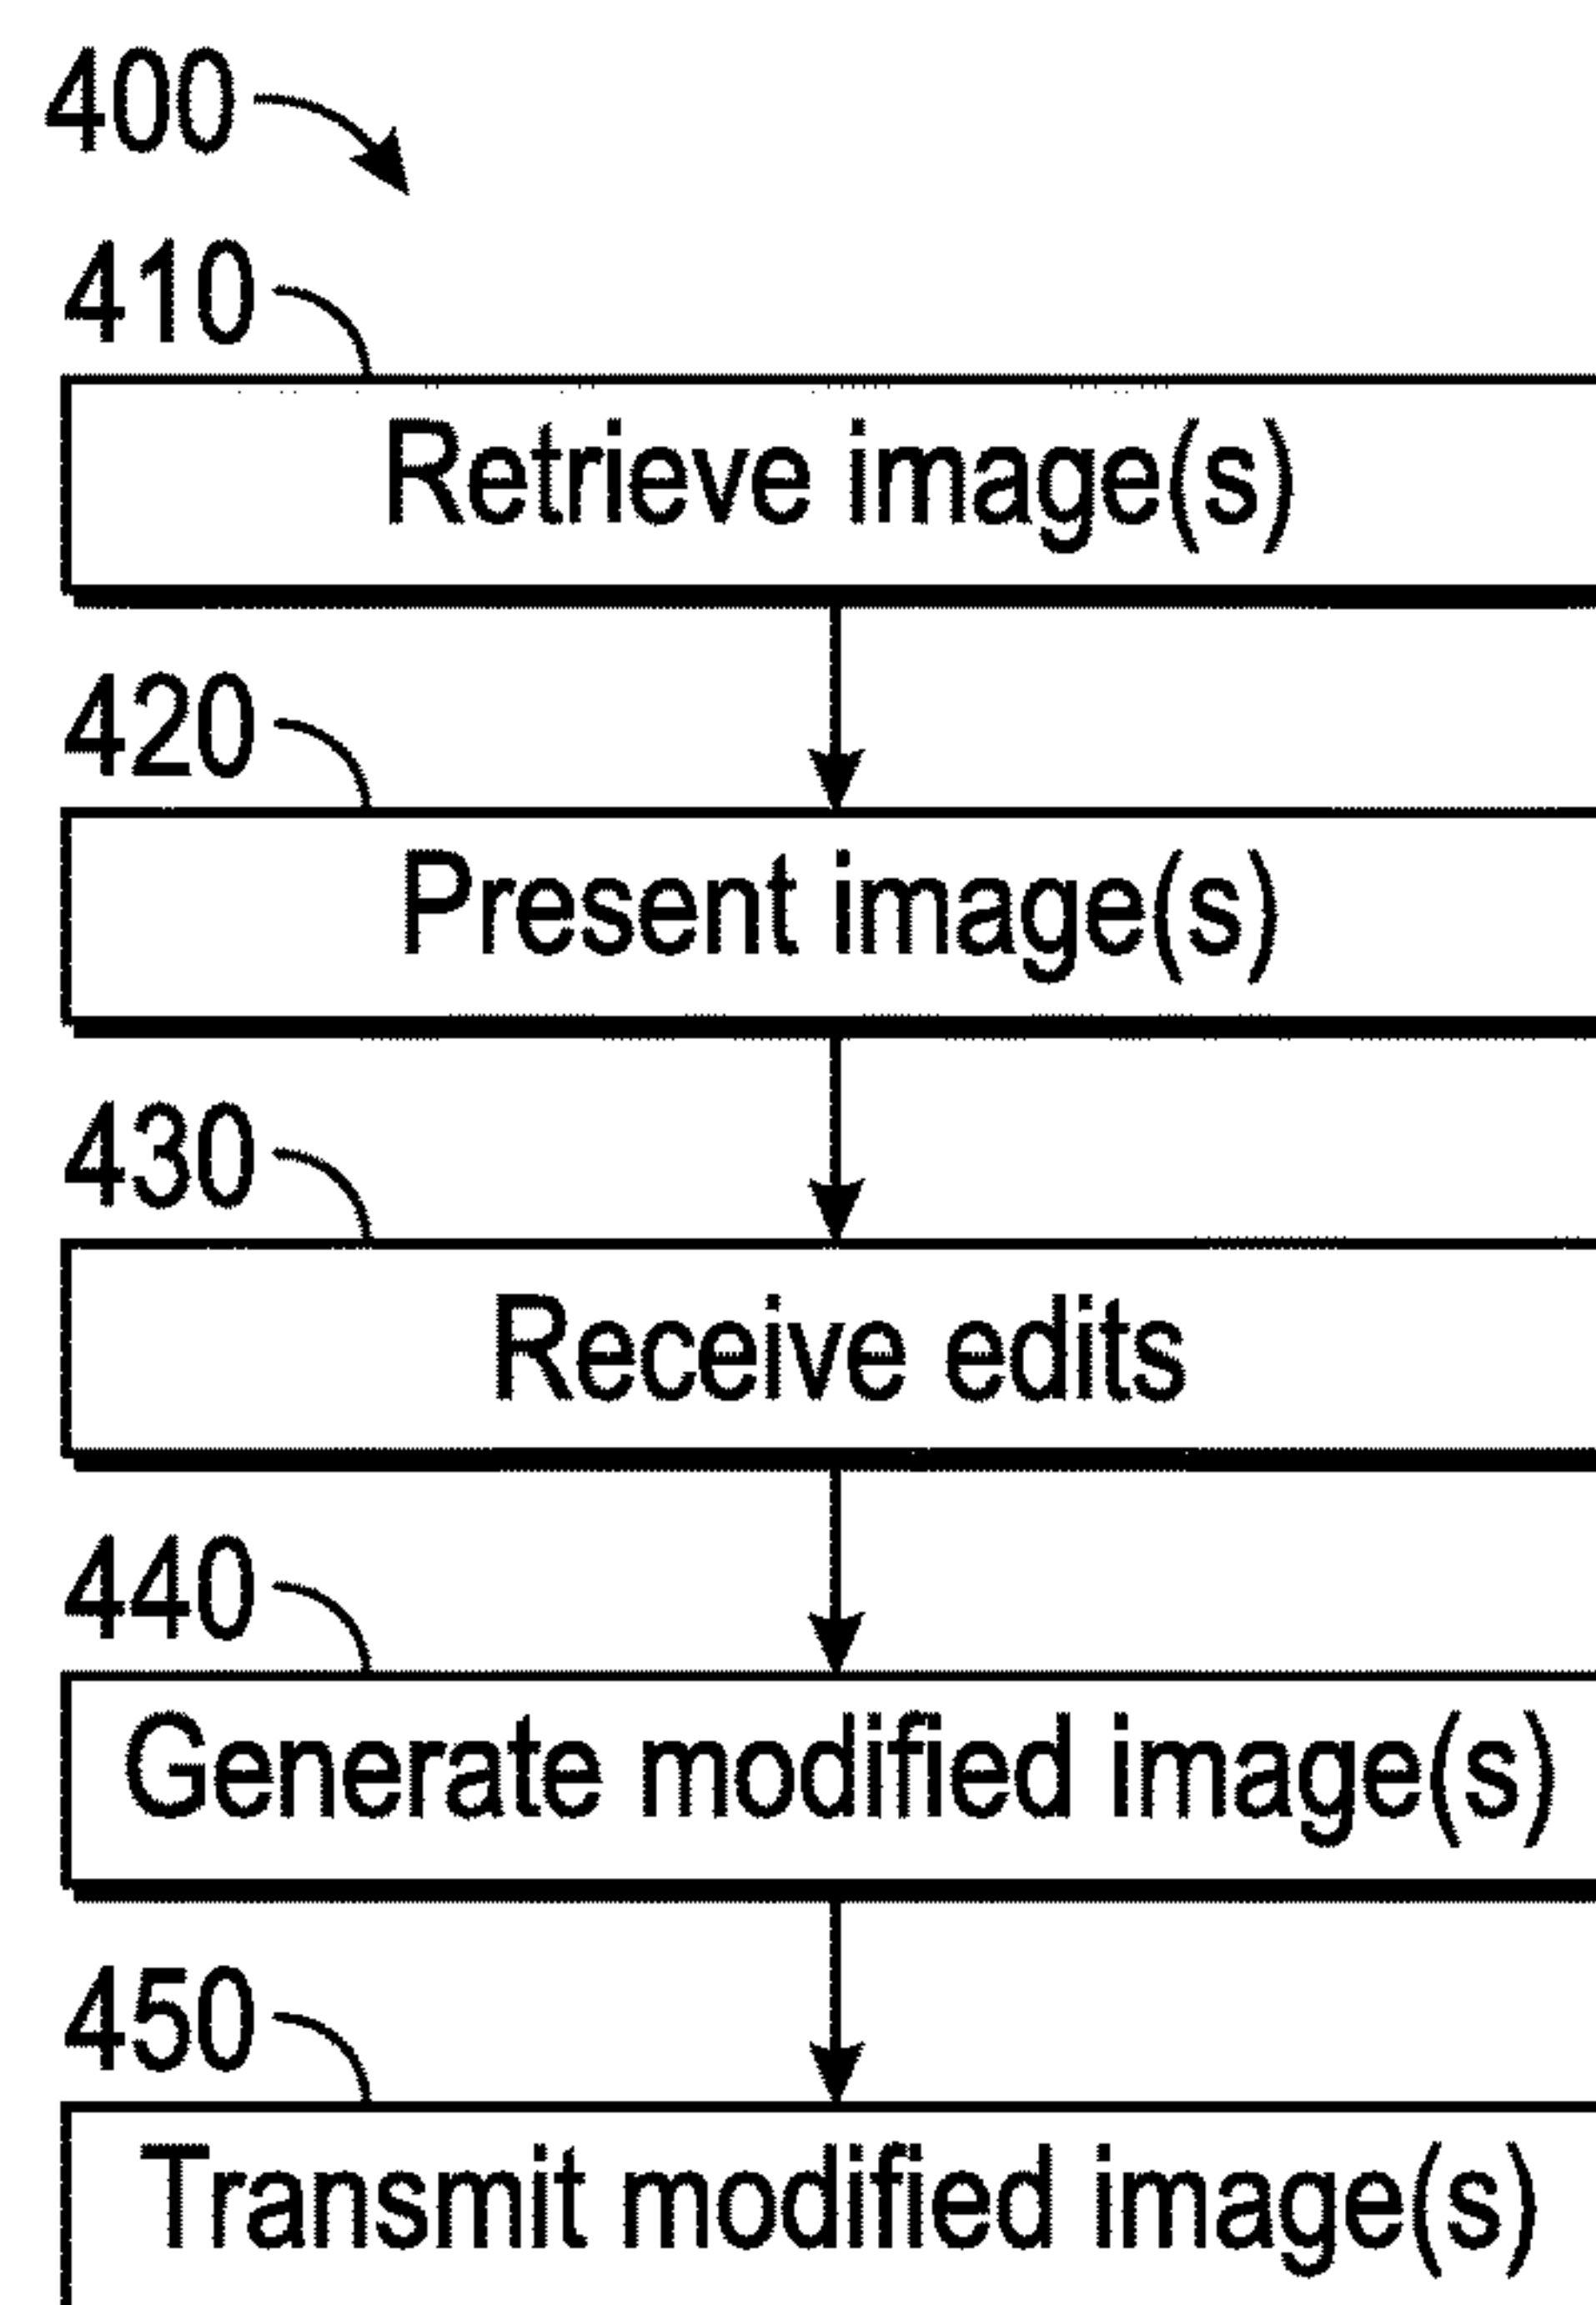 400
410
Retrieve image(s)
420
Present image(s)
430
Receive edits
440
Generate modified image(s)
450
Transmit modified image(s)